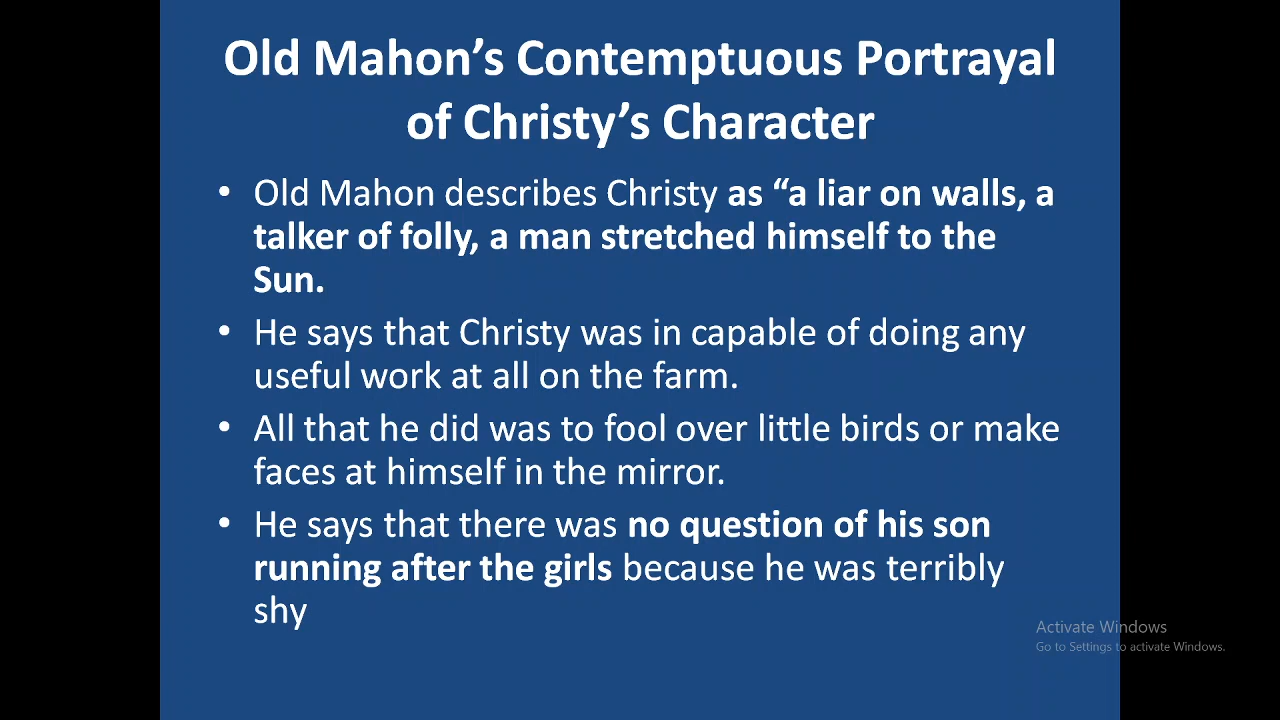 Old Mahon’s Contemptuous Portrayal
of Christy’s Character
• Old Mahon describes Christy as “a liar on walls, a
talker of folly, a man stretched himself to the
Sun.
• He says that Christy was in capable of doing any
useful work at all on the farm.
• All that he did was to fool over little birds or make
faces at himself in the mirror.
• He says that there was no question of his son
running after the girls because he was terribly
shy
Activate Windows
Go to Settings to activate Windows.